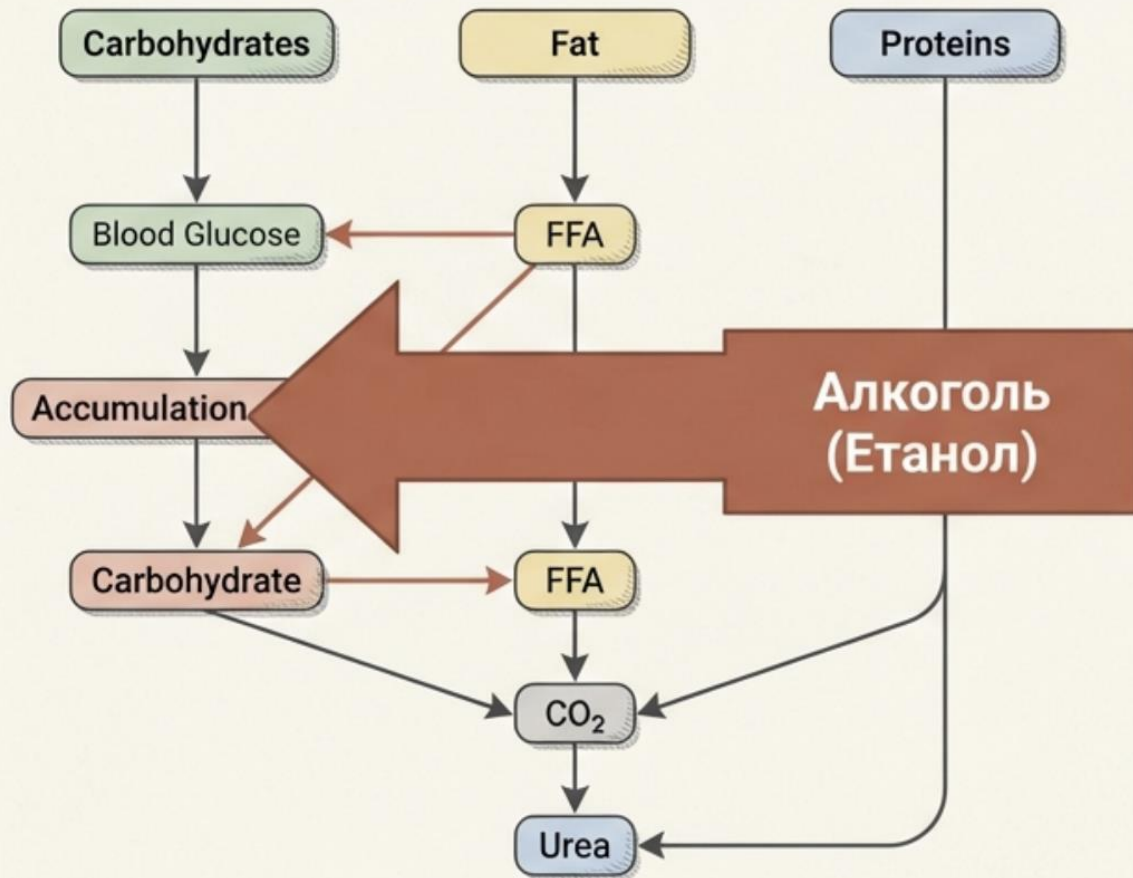 Carbohydrates
Fat
Proteins
Blood Glucose
FFA
Accumulation
Алкоголь
(Етанол)
Carbohydrate
FFA
CO₂
Urea